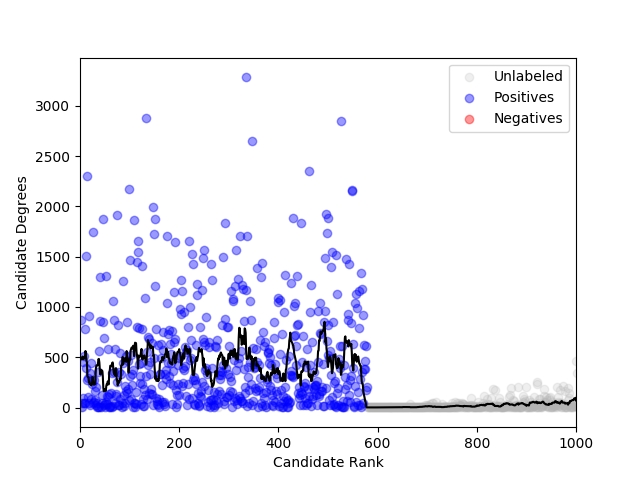 Unlabeled
Positives
Negatives
3000
2500
2000
1500
1000
500
0
Candidate Degrees
0 200 400 600 800 1000
Candidate Rank